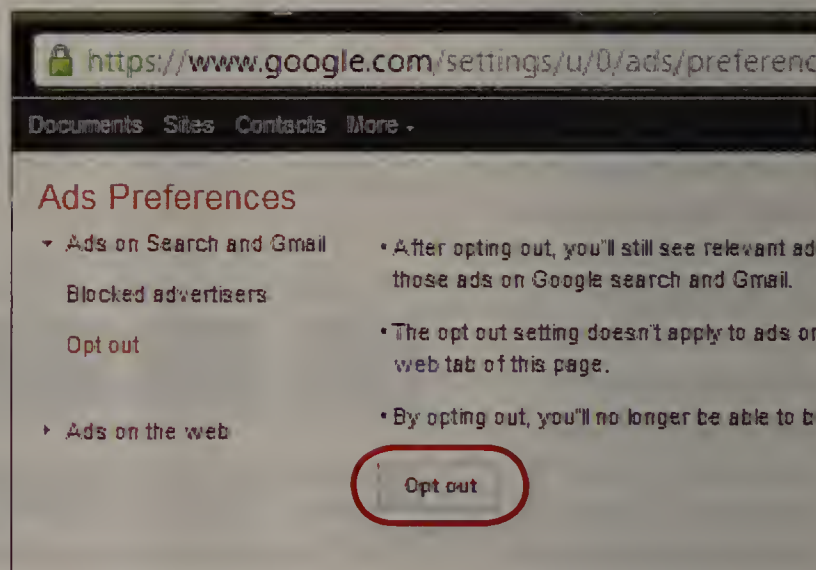 https://www.google.com/settings/u/0/ads/preferenc
Documents Sites Contacts More
Ads Preferences
Ads on Search and Gmail
Blocked advertisers
Opt out
Ads on the web
• After opting out, you'll still see relevant ad
those ads on Google search and Gmail.
• The opt out setting doesn't apply to ads on
web tab of this page.
• By opting out, you'll no longer be able to b
Opt out